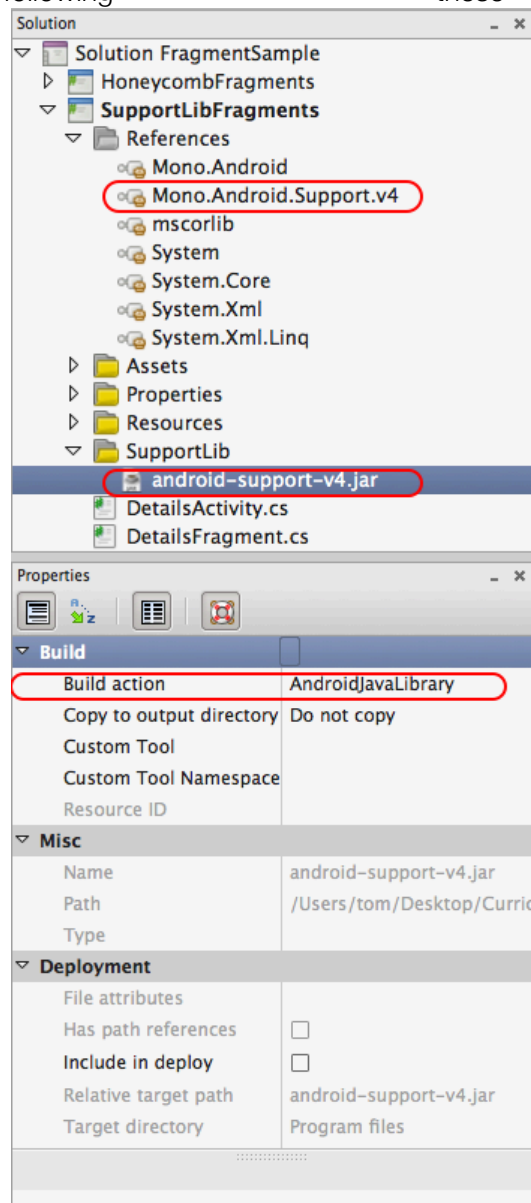 following these
Solution
Solution FragmentSample
HoneycombFragments
SupportLibFragments
References
Mono.Android
Mono.Android.Support.v4
mscorlib
System
System.Core
System.Xml
System.Xml.Linq
Assets
Properties
Resources
SupportLib
android-support-v4.jar
DetailsActivity.cs
DetailsFragment.cs
Properties
Build
Build action AndroidJavaLibrary
Copy to output directory Do not copy
Custom Tool
Custom Tool Namespace
Resource ID
Misc
Name android-support-v4.jar
Path /Users/tom/Desktop/Curric
Type
Deployment
File attributes
Has path references
Include in deploy
Relative target path android-support-v4.jar
Target directory Program files